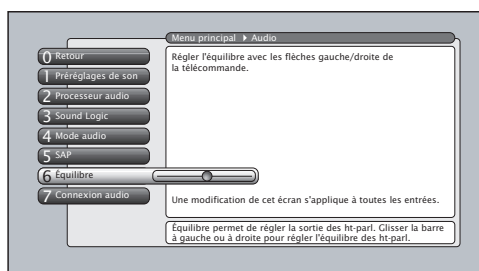 Menu principal ▶ Audio
0 Retour
1 Préréglages de son
2 Processeur audio
3 Sound Logic
4 Mode audio
5 SAP
6 Équilibre
7 Connexion audio
Régler l'équilibre avec les flèches gauche/droite de
la télécommande.
Une modification de cet écran s'applique à toutes les entrées.
Équilibre permet de régler la sortie des ht-parl. Glisser la barre
à gauche ou à droite pour régler l'équilibre des ht-parl.